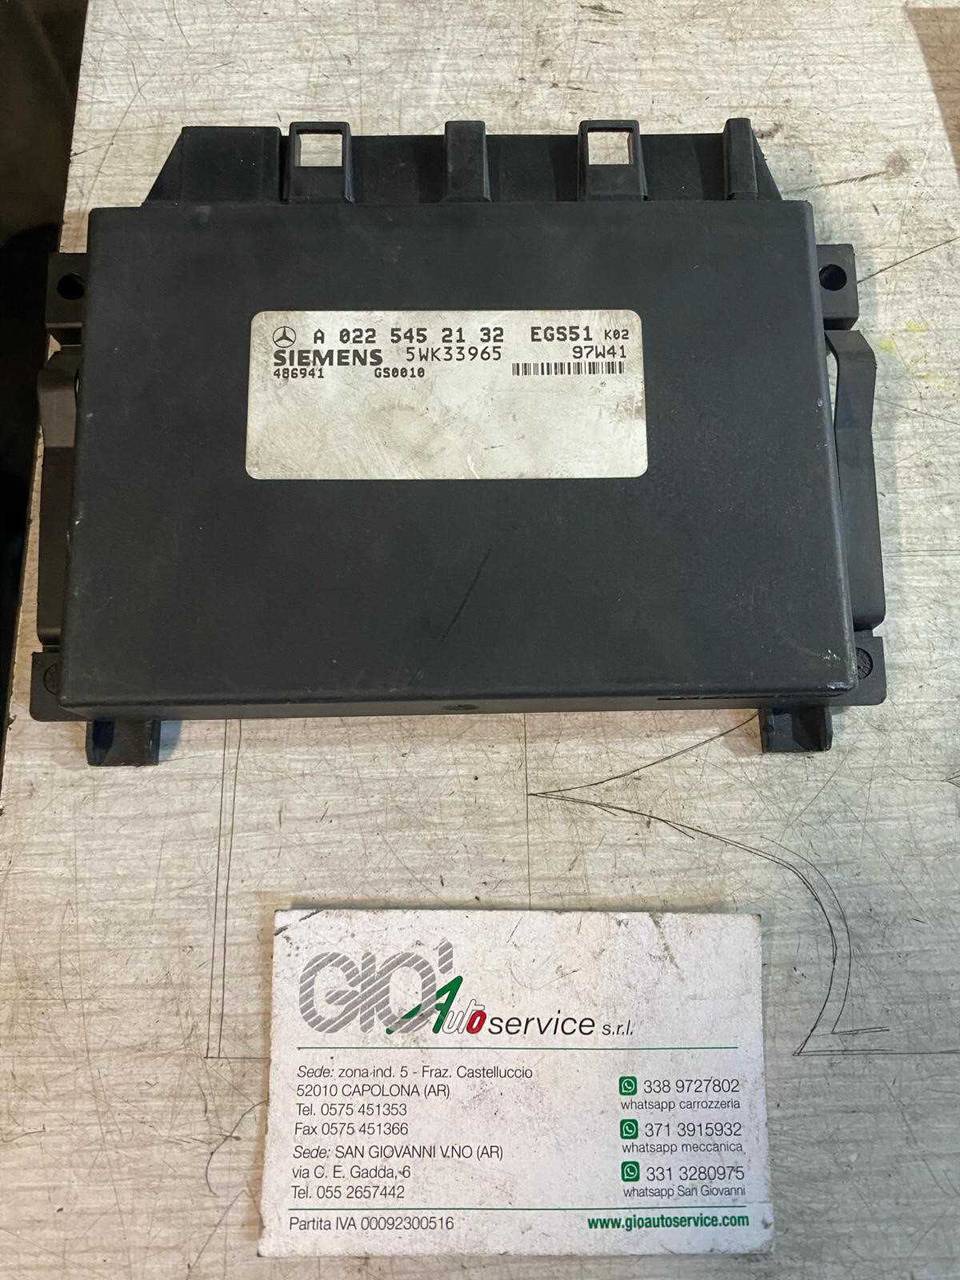 A 022 545 21 32 EGS51 K02
SIEMENS 5WK33965 97W41
486941 GS0010
GIO' Auto service s.r.l.
Sede: zona ind. 5 - Fraz. Castelluccio
52010 CAPOLONA (AR)
Tel. 0575 451353
Fax 0575 451366
Sede: SAN GIOVANNI V.NO (AR)
via C. E. Gadda, 6
Tel. 055 2657442
338 9727802
whatsapp carrozzeria
371 3915932
whatsapp meccanica
331 3280975
whatsapp San Giovanni
Partita IVA 00092300516
www.gioautoservice.com